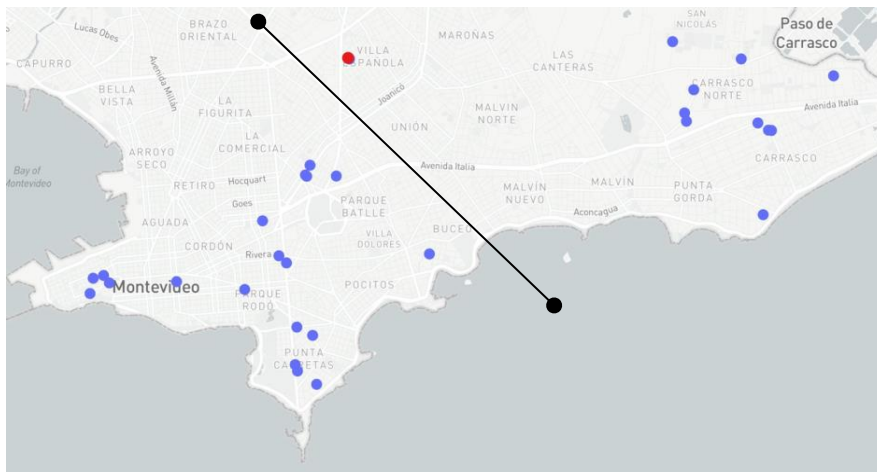 BRAZO
ORIENTAL
SAN
NICOLÁS
Paso de
Carrasco
Lucas Obes
MAROÑAS
VILLA
ESPAÑOLA
CAPURRO
LAS
CANTERAS
Avenida Millán
BELLA
VISTA
Joanicó
CARRASCO
NORTE
LA
FIGURITA
MALVIN
NORTE
Avenida Italia
UNIÓN
LA
COMERCIAL
ARROYO
SECO
CARRASCO
Avenida Italia
Bay of
Montevideo
RETIRO
Hocquart
MALVÍN
NUEVO
MALVIN
PUNTA
GORDA
Goes
PARQUE
BATLLE
Aconcagua
AGUADA
VILLA
DOLORES
BUCEO
CORDÓN
Rivera
Montevideo
PARQUE
RODÓ
POCITOS
PUNTA
CARRETAS